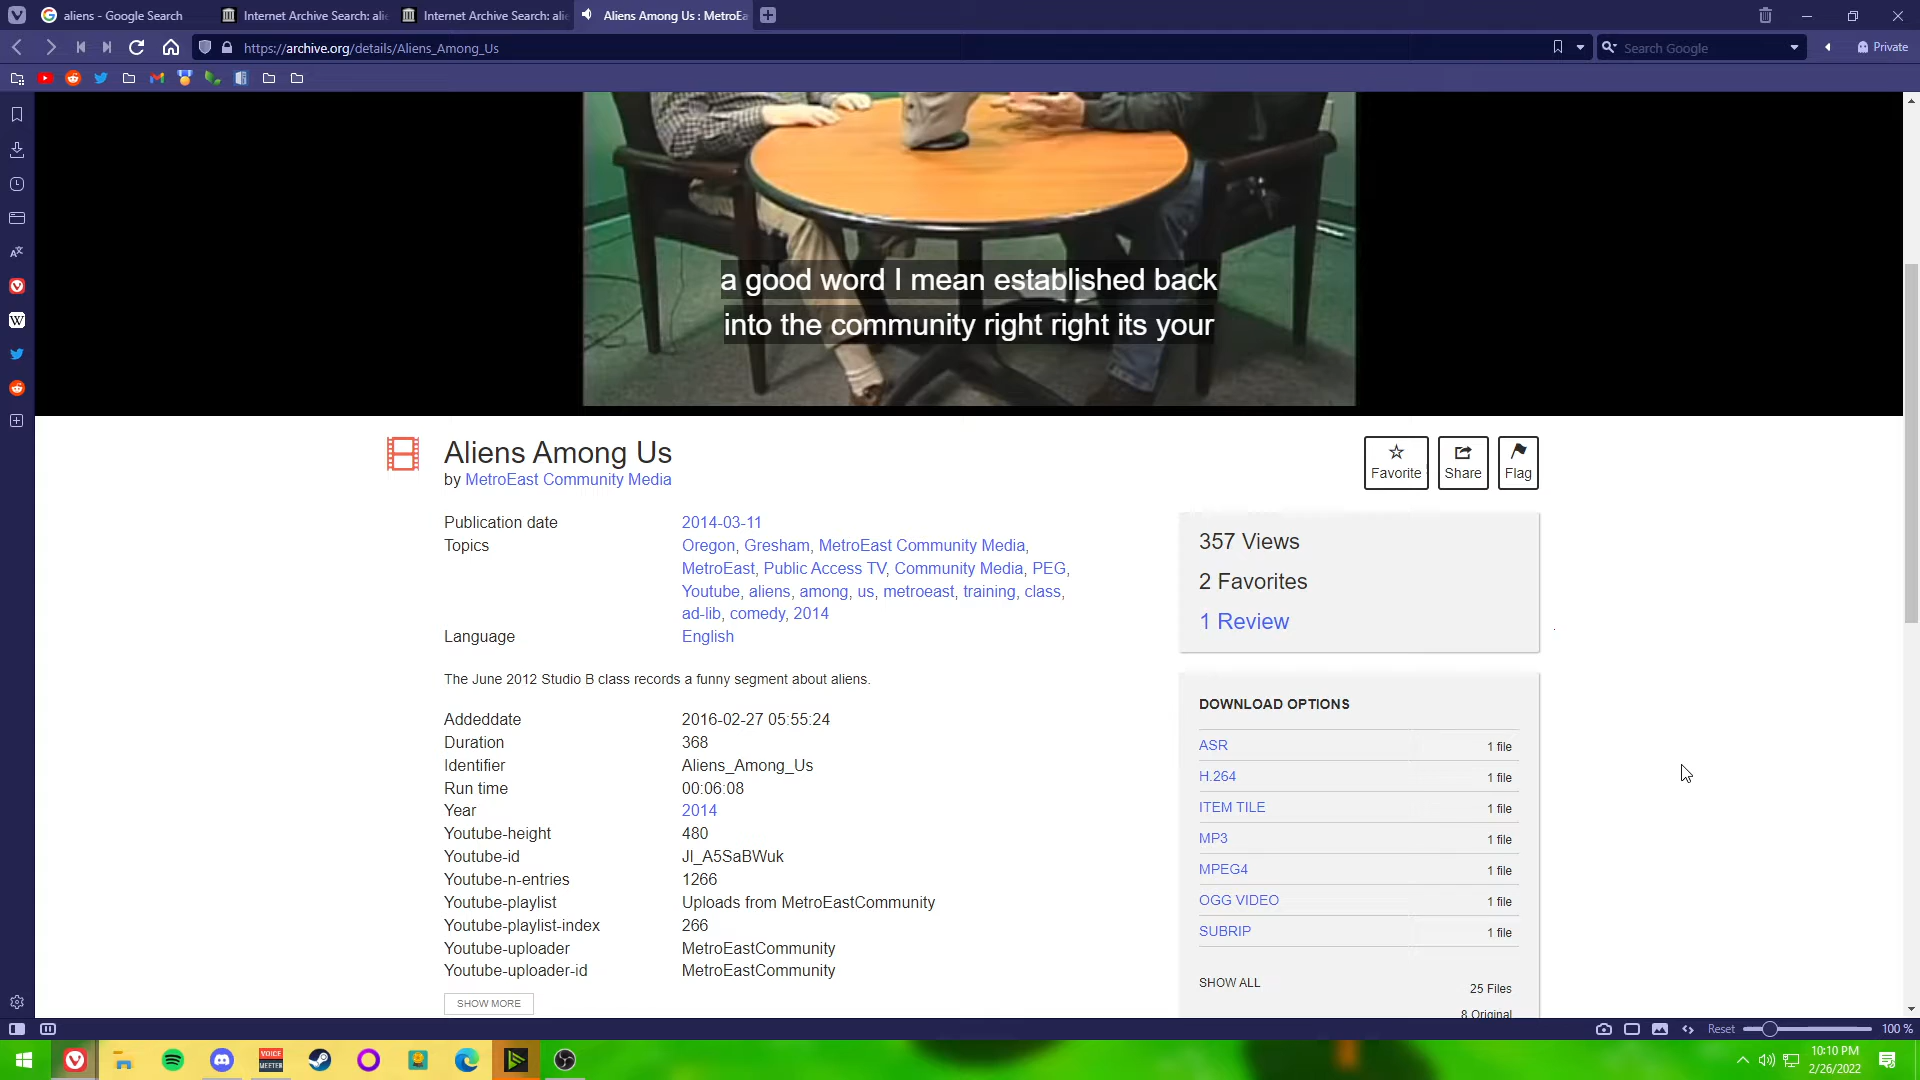 aliens - Google Search
Internet Archive Search: ali
Internet Archive Search: ali
Aliens Among Us : MetroEa
https://archive.org/details/Aliens_Among_Us
Search Google
Private
a good word I mean established back
into the community right right its your
Aliens Among Us
by MetroEast Community Media
Favorite
Share
Flag
Publication date 2014-03-11
Topics Oregon, Gresham, MetroEast Community Media,
MetroEast, Public Access TV, Community Media, PEG,
Youtube, aliens, among, us, metroeast, training, class,
ad-lib, comedy, 2014
Language English
The June 2012 Studio B class records a funny segment about aliens.
Addeddate 2016-02-27 05:55:24
Duration 368
Identifier Aliens_Among_Us
Run time 00:06:08
Year 2014
Youtube-height 480
Youtube-id JI_A5SaBWuk
Youtube-n-entries 1266
Youtube-playlist Uploads from MetroEastCommunity
Youtube-playlist-index 266
Youtube-uploader MetroEastCommunity
Youtube-uploader-id MetroEastCommunity
SHOW MORE
357 Views
2 Favorites
1 Review
DOWNLOAD OPTIONS
ASR 1 file
H.264 1 file
ITEM TILE 1 file
MP3 1 file
MPEG4 1 file
OGG VIDEO 1 file
SUBRIP 1 file
SHOW ALL 25 Files
8 Original
Reset
100 %
VOICE
MEETER
10:10 PM
2/26/2022